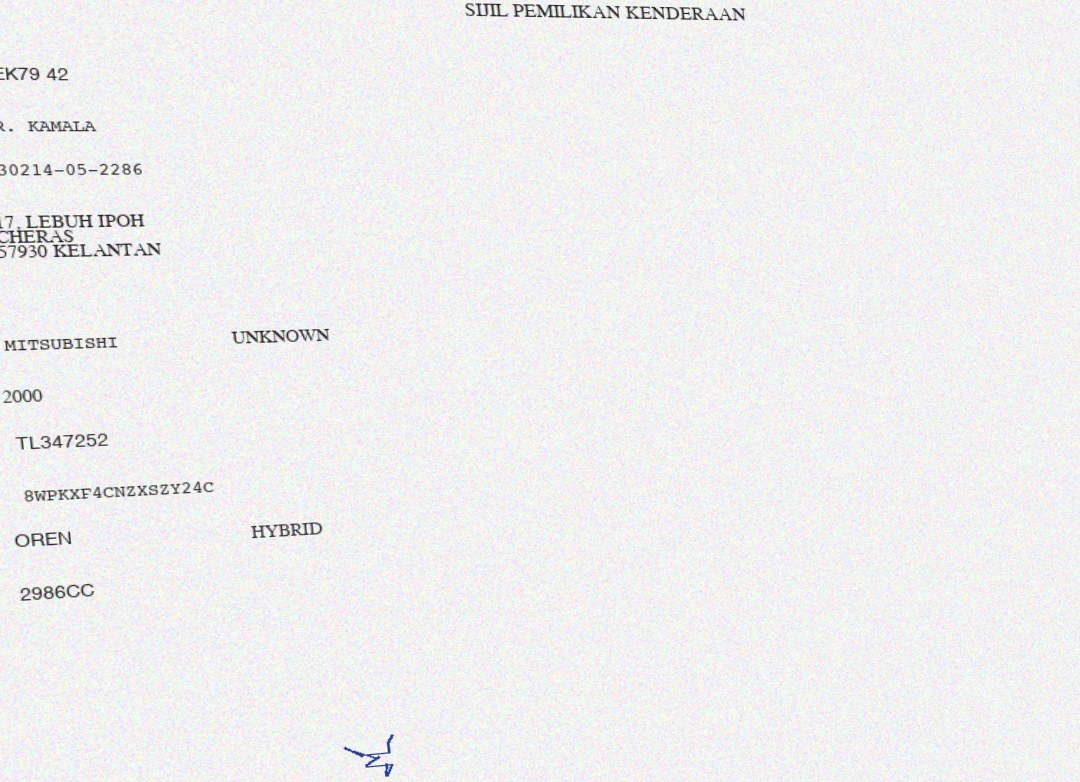 SIJIL PEMILIKAN KENDERAAN
EK79 42
R. KAMALA
30214-05-2286
17, LEBUH IPOH
CHERAS
57930 KELANTAN
MITSUBISHI UNKNOWN
2000
TL347252
8WPKXF4CNZXSZY24C
OREN HYBRID
2986CC